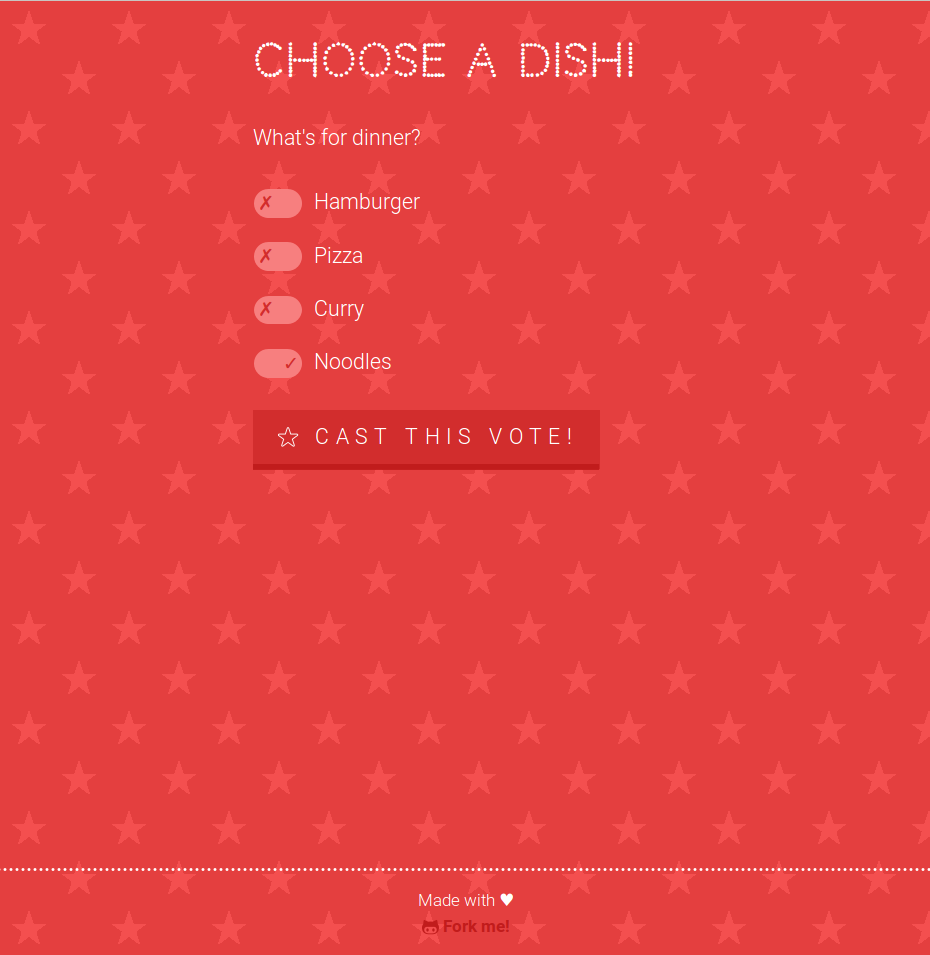 CHOOSE A DISH!
What's for dinner?
✗ Hamburger
✗ Pizza
✗ Curry
✓ Noodles
☆ CAST THIS VOTE!
Made with ♥
Fork me!